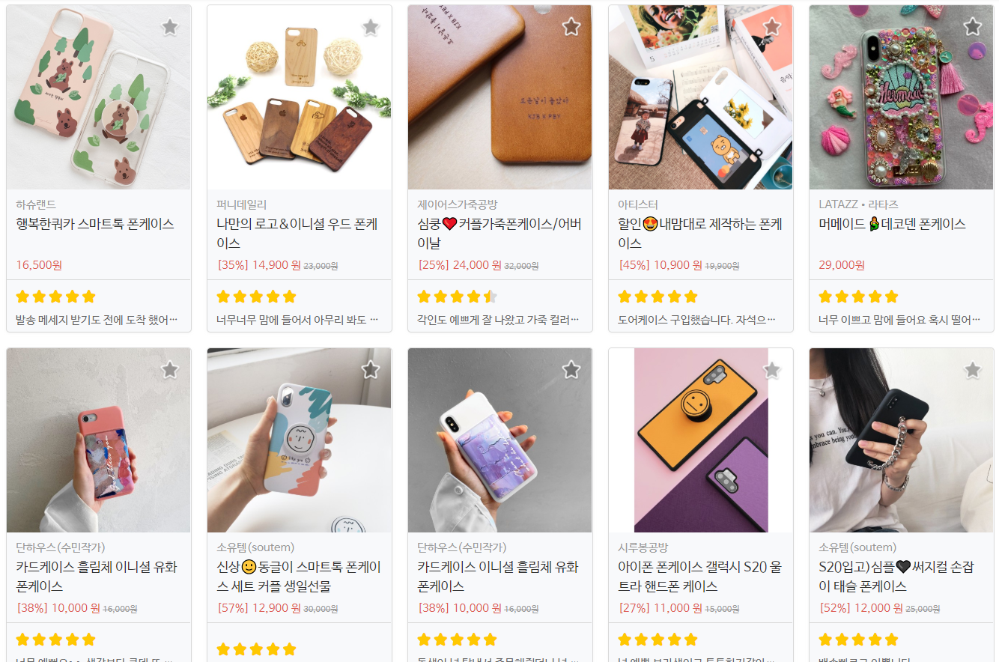 하슈랜드
행복한쿼카 스마트톡 폰케이스
16,500원
발송 메세지 받기도 전에 도착 했어…
퍼니데일리
나만의 로고&이니셜 우드 폰케
이스
[35%] 14,900 원 23,000원
너무너무 맘에 들어서 아무리 봐도 …
오늘넘이 좋았다
KJB X PBY
제이어스가죽공방
심쿵❤커플가죽폰케이스/어버
이날
[25%] 24,000 원 32,000원
각인도 예쁘게 잘 나왔고 가죽 컬러…
5
아티스터
할인😍내맘대로 제작하는 폰케
이스
[45%] 10,900 원 19,900원
도어케이스 구입했습니다. 자석으…
Mermaid
LATAZZ • 라타즈
머메이드🧜데코덴 폰케이스
29,000원
너무 이쁘고 맘에 들어요 혹시 떨어…
단하우스(수민작가)
카드케이스 흘림체 이니셜 유화
폰케이스
[38%] 10,000 원 16,000원
like you
소유템(soutem)
신상🙂동글이 스마트톡 폰케이
스 세트 커플 생일선물
[57%] 12,900 원 30,000원
단하우스(수민작가)
카드케이스 이니셜 흘림체 유화
폰케이스
[38%] 10,000 원 16,000원
시루봉공방
아이폰 폰케이스 갤럭시 S20 울
트라 핸드폰 케이스
[27%] 11,000 원 15,000원
s you can. You
mbrace being you
소유템(soutem)
S20입고)심플🖤써지컬 손잡
이 태슬 폰케이스
[52%] 12,000 원 25,000원